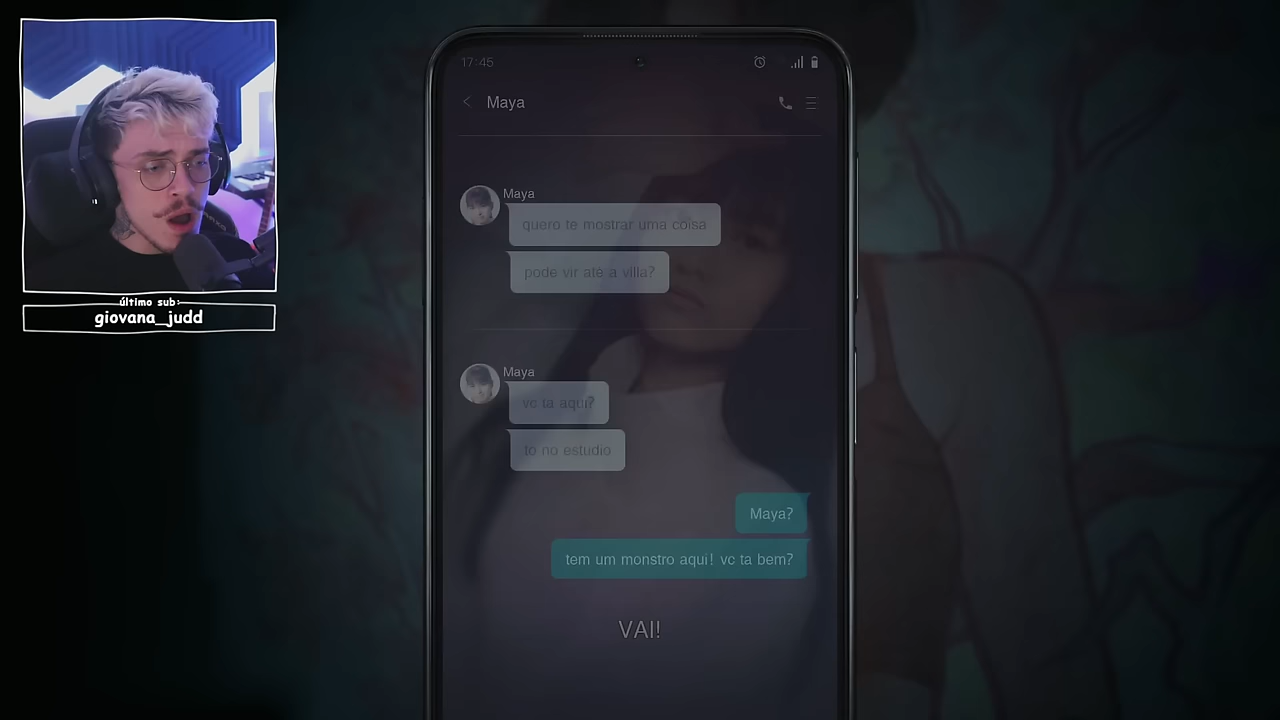 17:45
Maya
Maya
quero te mostrar uma coisa
pode vir até a villa?
Maya
vc ta aqui?
to no estudio
Maya?
tem um monstro aqui! vc ta bem?
VAI!
último sub:
giovana_judd